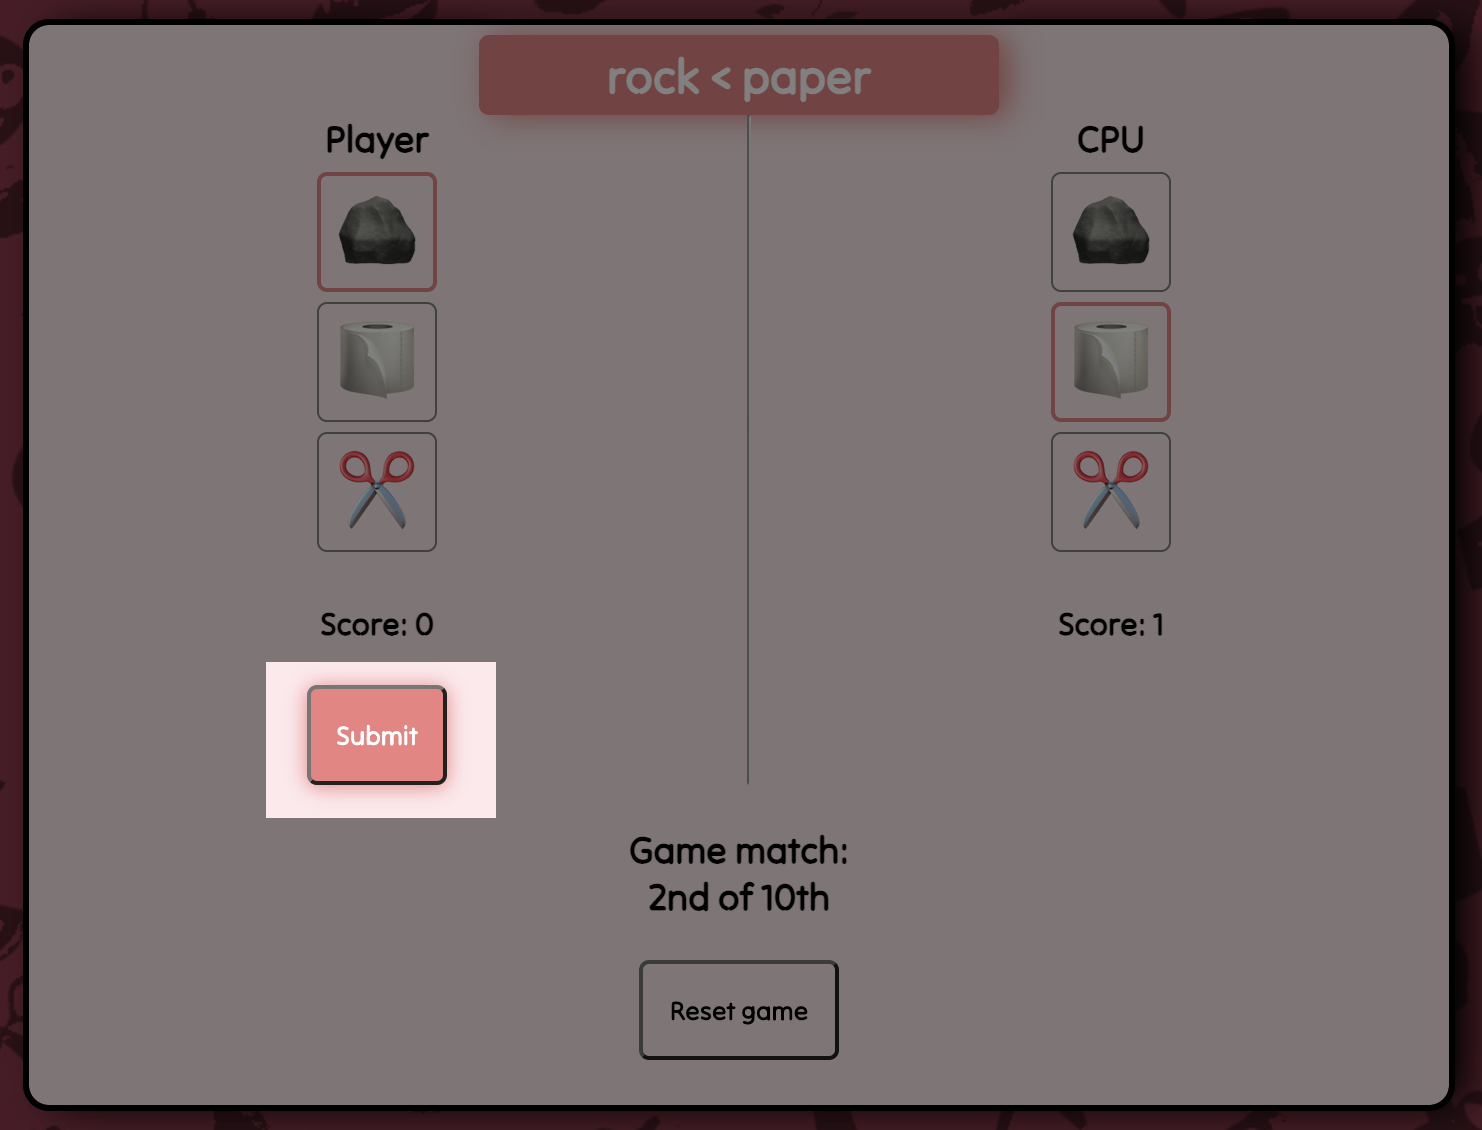 rock < paper
Player
CPU
Score: 0
Score: 1
Submit
Game match:
2nd of 10th
Reset game